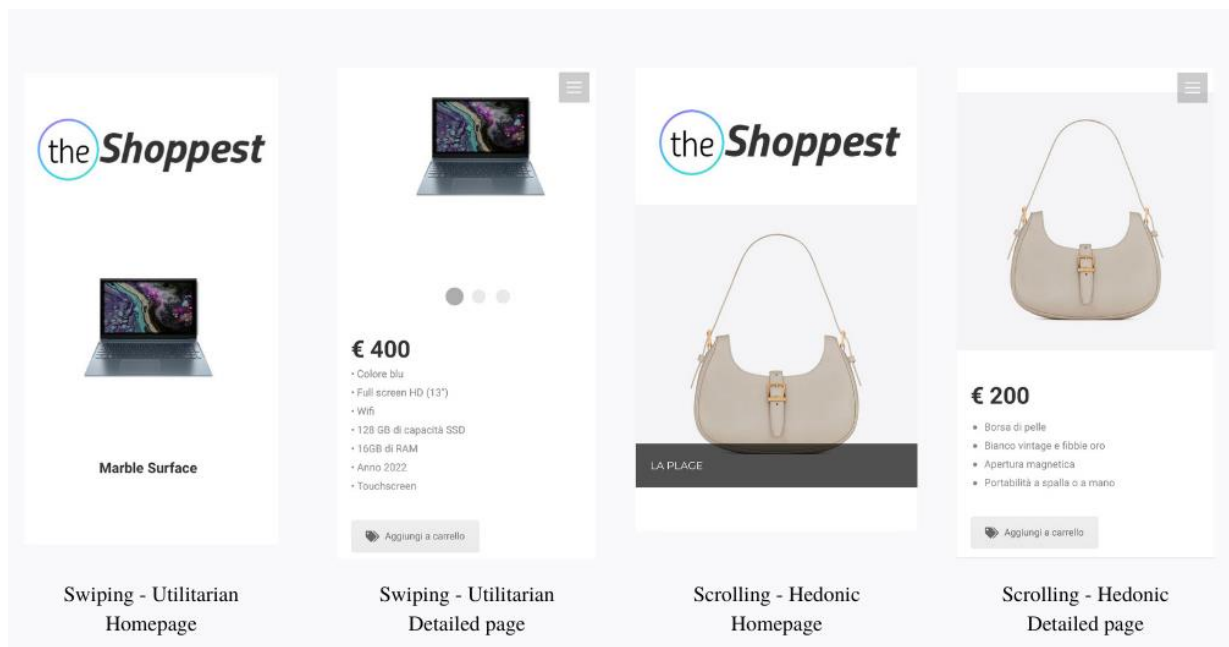 the Shoppest
Marble Surface
€ 400
• Colore blu
• Full screen HD (13")
• Wifi
• 128 GB di capacità SSD
• 16GB di RAM
• Anno 2022
• Touchscreen
Aggiungi a carrello
the Shoppest
LA PLAGE
€ 200
• Borsa di pelle
• Bianco vintage e fibbie oro
• Apertura magnetica
• Portabilità a spalla o a mano
Aggiungi a carrello
Swiping - Utilitarian
Homepage
Swiping - Utilitarian
Detailed page
Scrolling - Hedonic
Homepage
Scrolling - Hedonic
Detailed page